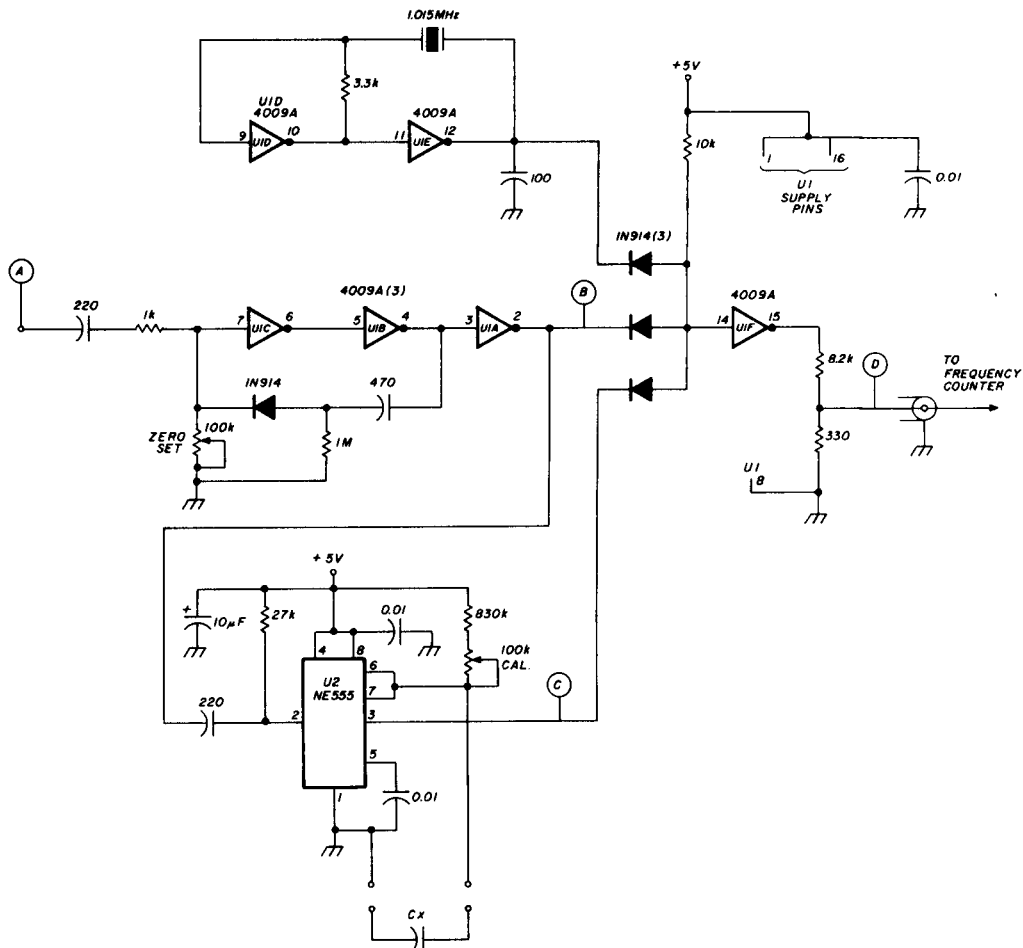 1.015MHz
3.3k
U1D
4009A
9
U1D
10
4009A
11
U1E
12
100
+5V
10k
1
16
U1
SUPPLY
PINS
0.01
1N914(3)
A
220
1k
7
U1C
6
4009A(3)
5
U1B
4
3
U1A
2
B
4009A
14
U1F
15
8.2k
D
TO
FREQUENCY
COUNTER
330
U1
8
1N914
470
100k
ZERO
SET
1M
+5V
+
10µF
27k
0.01
830k
100k
CAL.
4
8
6
7
U2
NE555
220
2
3
C
5
0.01
1
Cx